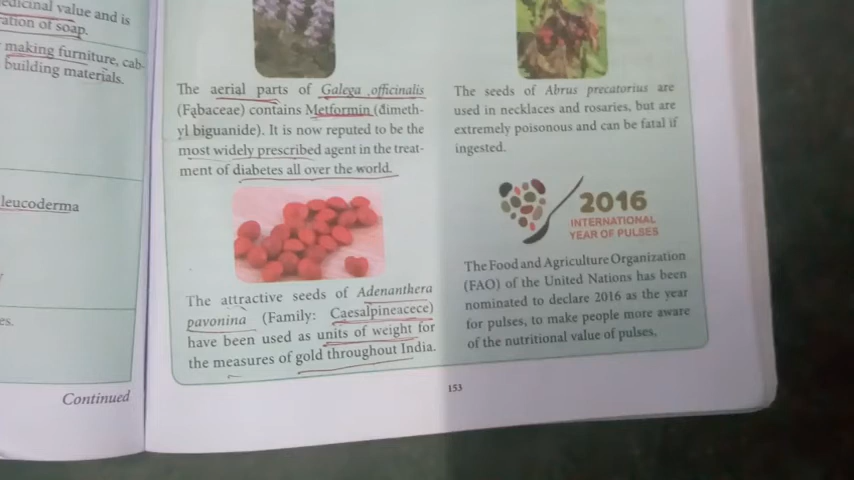 edicinal value and is
ration of soap.
making furniture, cab-
building materials.
leucoderma
es.
Continued
The aerial parts of Galega officinalis
(Fabaceae) contains Metformin (dimeth-
yl biguanide). It is now reputed to be the
most widely prescribed agent in the treat-
ment of diabetes all over the world.
The attractive seeds of Adenanthera
pavonina (Family: Caesalpineacece)
have been used as units of weight for
the measures of gold throughout India.
The seeds of Abrus precatorius are
used in necklaces and rosaries, but are
extremely poisonous and can be fatal if
ingested.
2016
INTERNATIONAL
YEAR OF PULSES
The Food and Agriculture Organization
(FAO) of the United Nations has been
nominated to declare 2016 as the year
for pulses, to make people more aware
of the nutritional value of pulses.
153